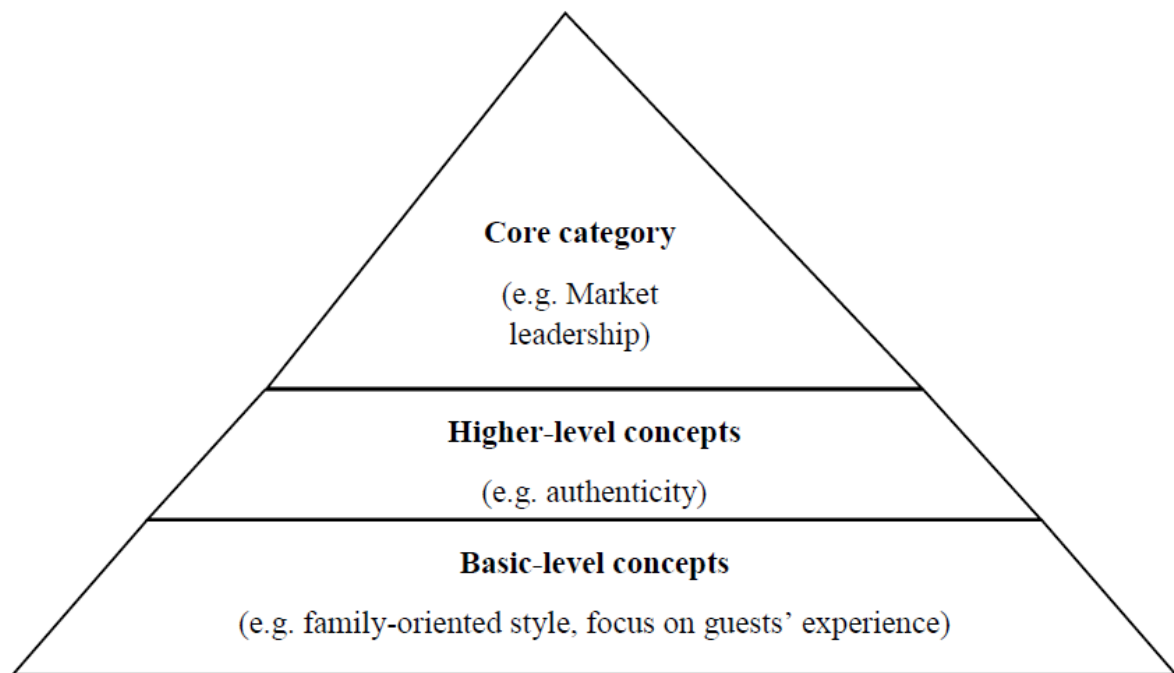 Core category
(e.g. Market
leadership)
Higher-level concepts
(e.g. authenticity)
Basic-level concepts
(e.g. family-oriented style, focus on guests’ experience)